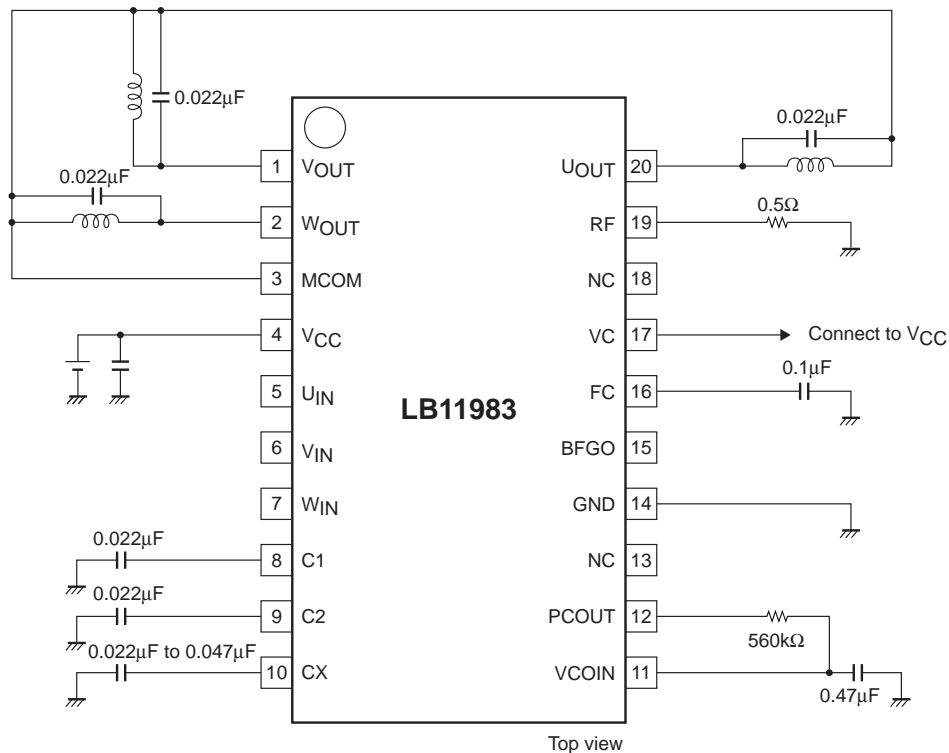 0.022μF
0.022μF
0.022μF
1 VOUT
UOUT 20
0.5Ω
2 WOUT
RF 19
3 MCOM
NC 18
4 VCC
VC 17
Connect to VCC
0.1μF
5 UIN
FC 16
LB11983
6 VIN
BFGO 15
7 WIN
GND 14
0.022μF
8 C1
NC 13
0.022μF
9 C2
PCOUT 12
560kΩ
0.022μF to 0.047μF
10 CX
VCOIN 11
0.47μF
Top view